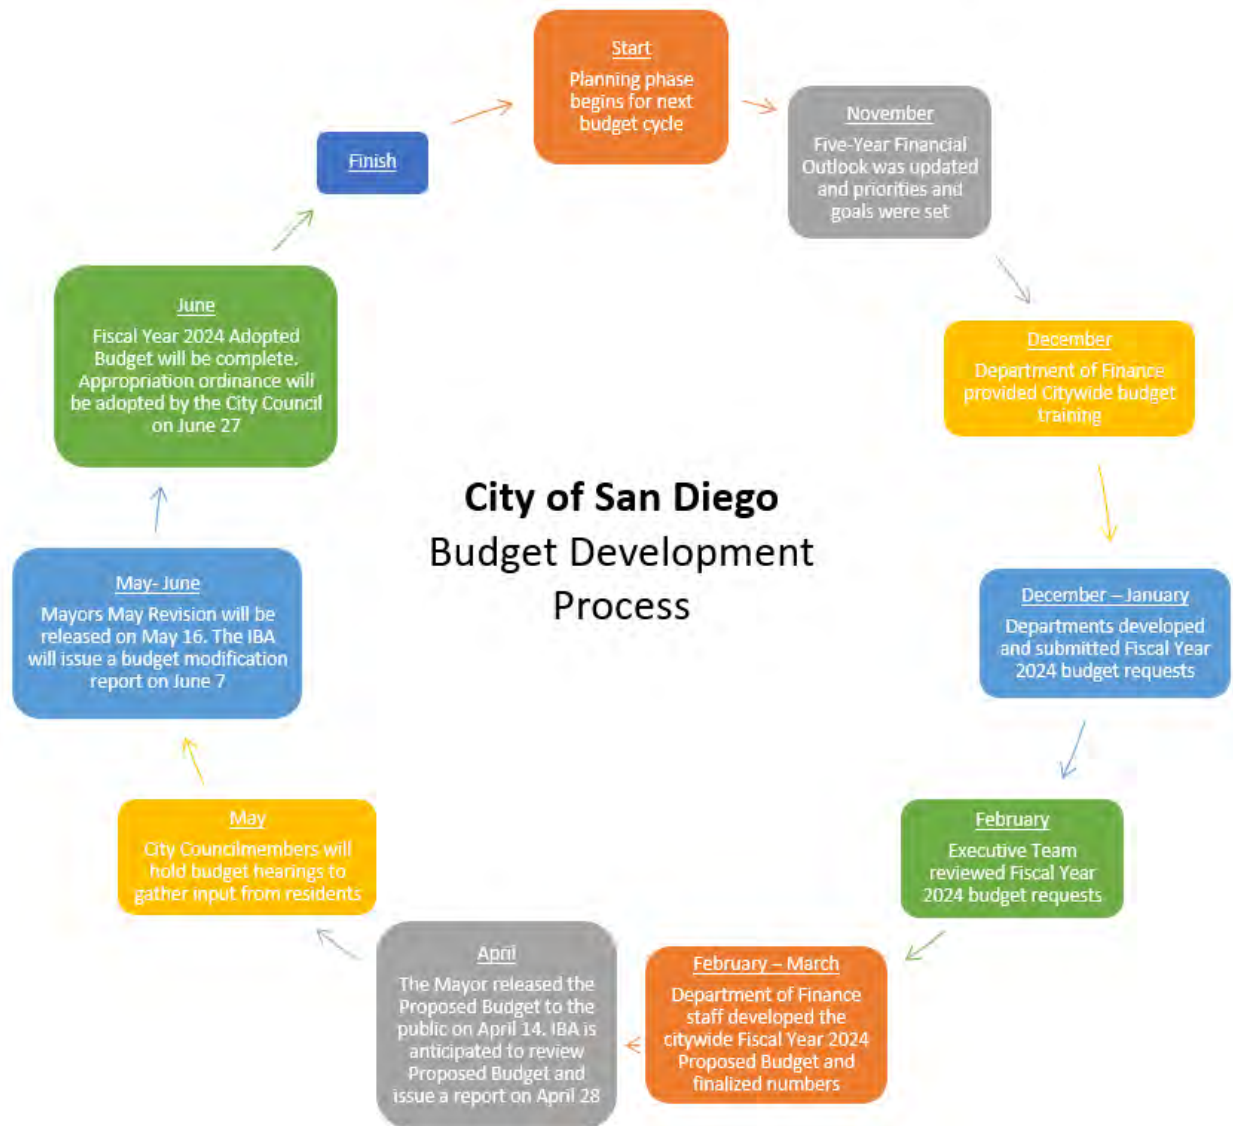 Start
Planning phase
begins for next
budget cycle
November
Five-Year Financial
Outlook was updated
and priorities and
goals were set
December
Department of Finance
provided Citywide budget
training
December – January
Departments developed
and submitted Fiscal Year
2024 budget requests
February
Executive Team
reviewed Fiscal Year
2024 budget requests
February – March
Department of Finance
staff developed the
citywide Fiscal Year 2024
Proposed Budget and
finalized numbers
April
The Mayor released the
Proposed Budget to the
public on April 14. IBA is
anticipated to review
Proposed Budget and
issue a report on April 28
May
City Councilmembers will
hold budget hearings to
gather input from residents
May- June
Mayors May Revision will be
released on May 16. The IBA
will issue a budget modification
report on June 7
June
Fiscal Year 2024 Adopted
Budget will be complete.
Appropriation ordinance will
be adopted by the City Council
on June 27
Finish
City of San Diego
Budget Development
Process